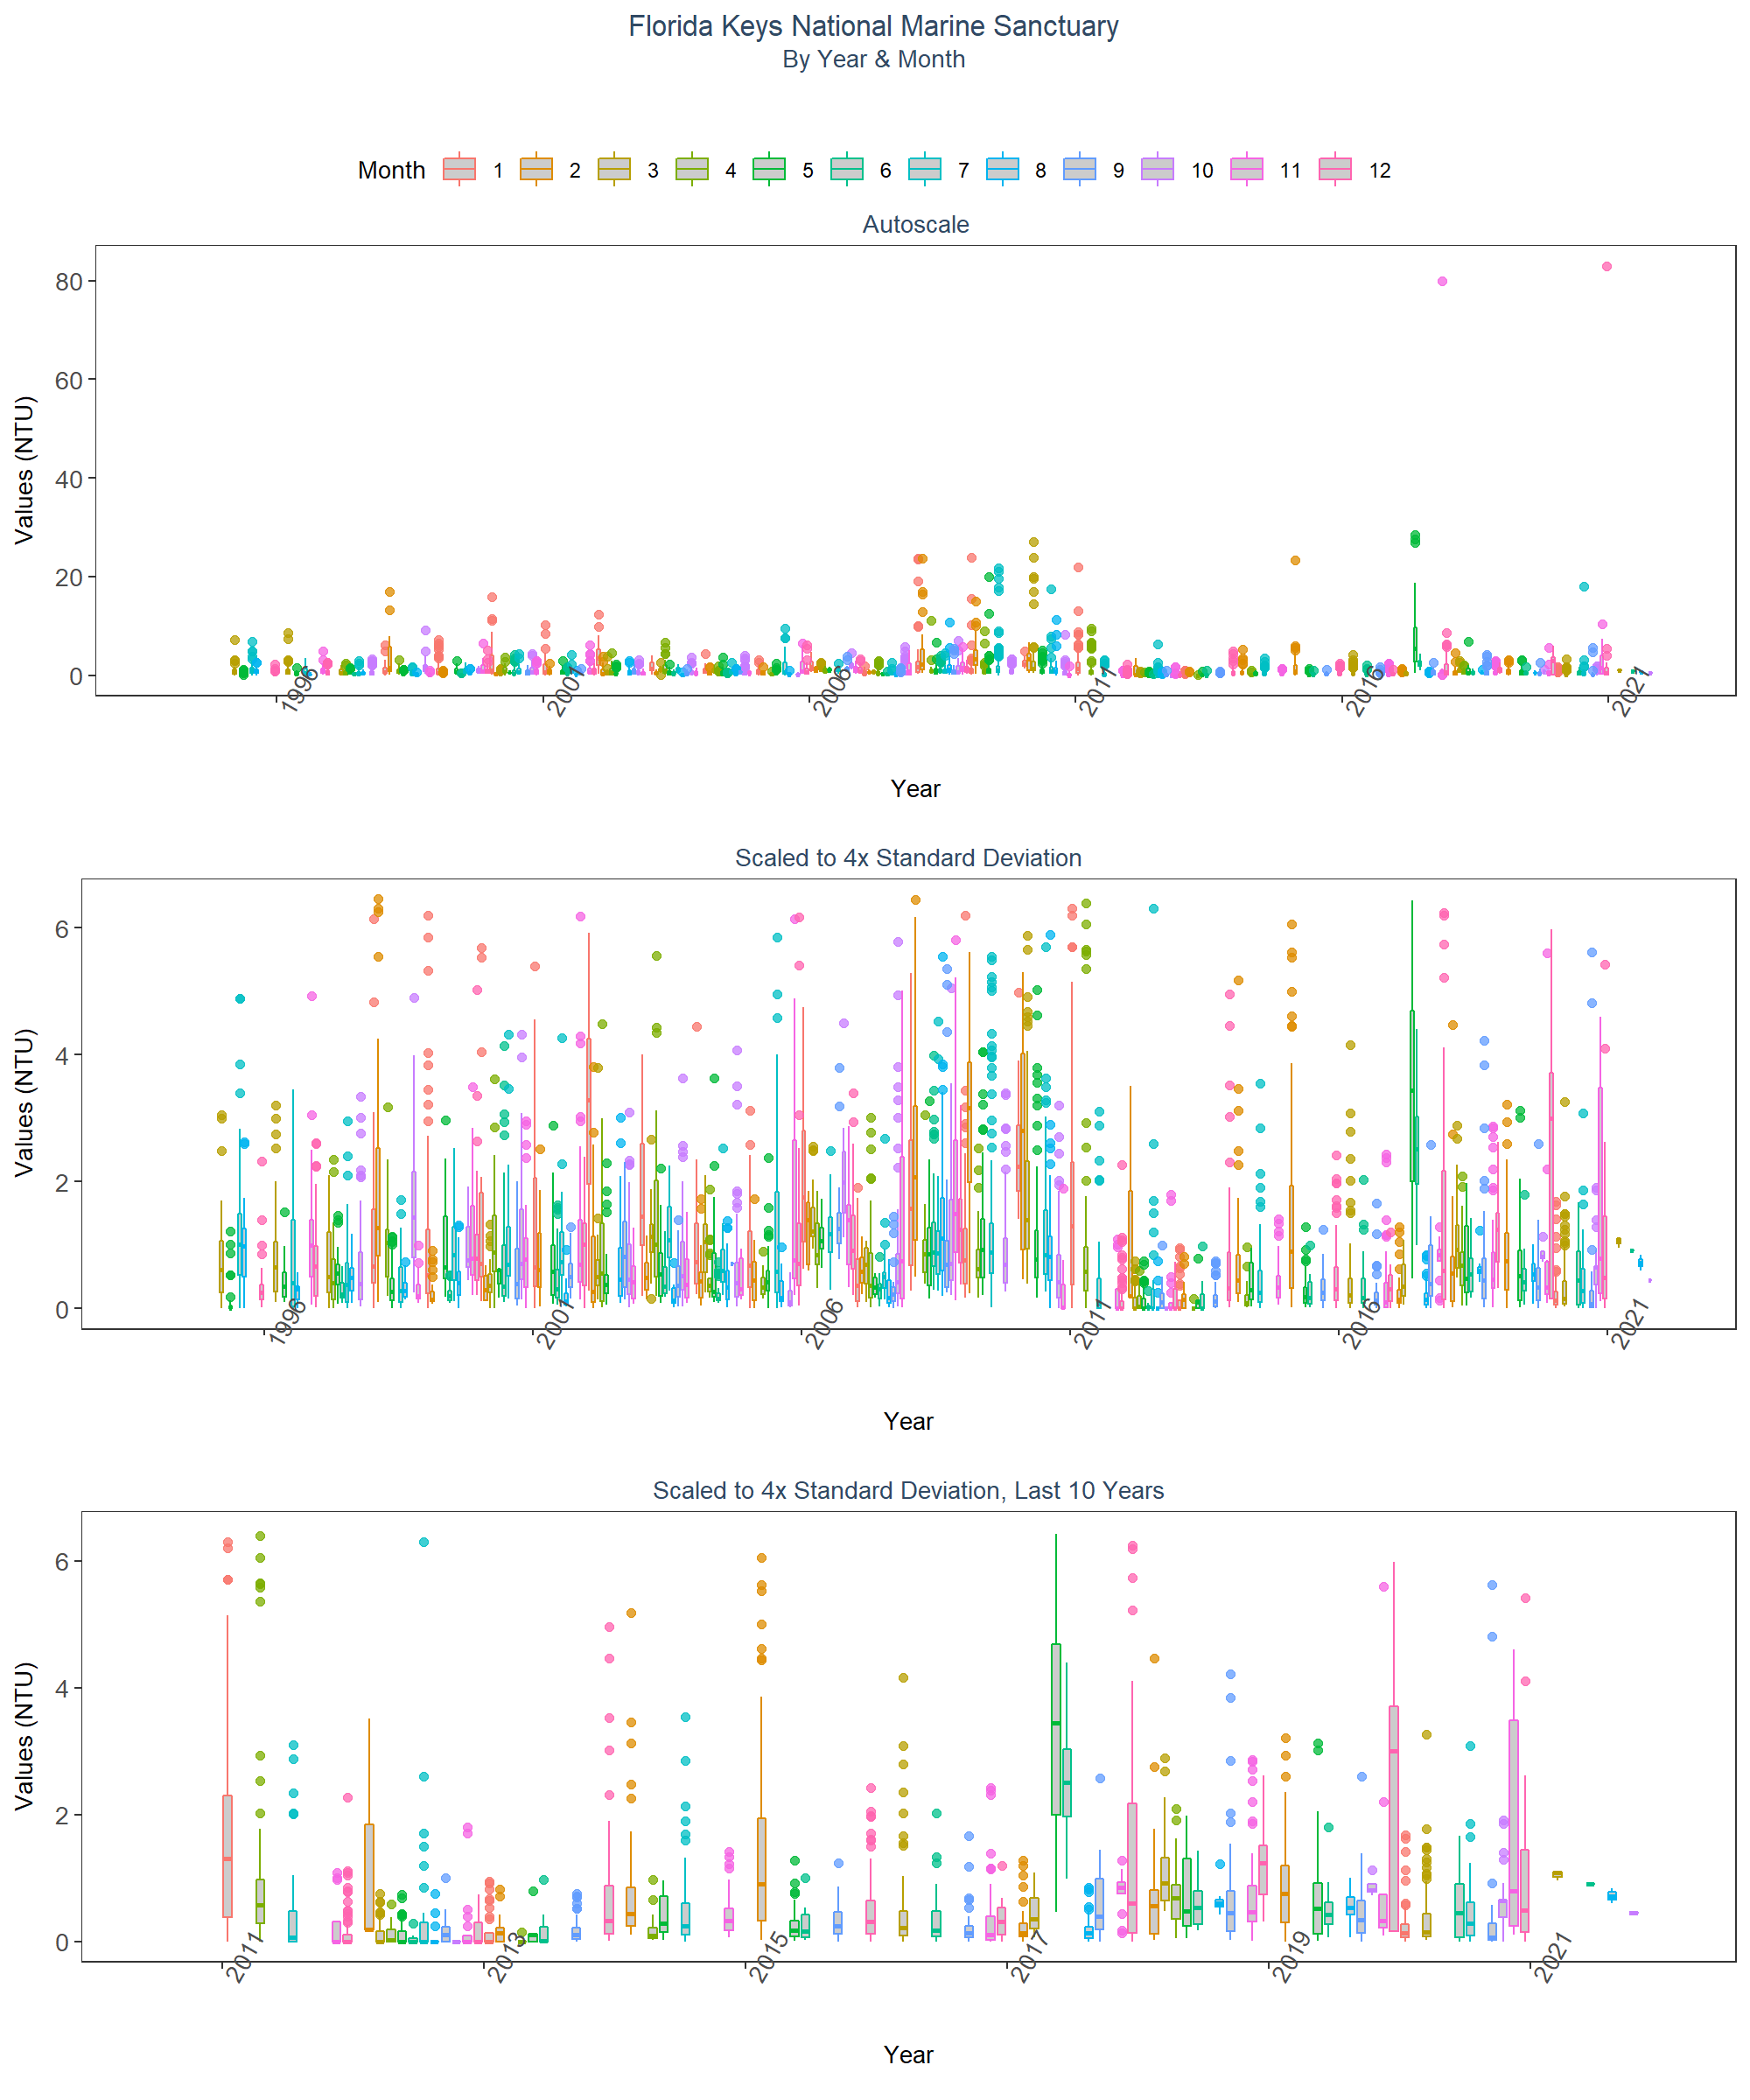 Florida Keys National Marine Sanctuary
By Year & Month
Month 1 2 3 4 5 6 7 8 9 10 11 12
Autoscale
Values (NTU)
80
60
40
20
0
1996 2001 2006 2011 2016 2021
Year
Scaled to 4x Standard Deviation
Values (NTU)
6
4
2
0
1996 2001 2006 2011 2016 2021
Year
Scaled to 4x Standard Deviation, Last 10 Years
Values (NTU)
6
4
2
0
2011 2013 2015 2017 2019 2021
Year